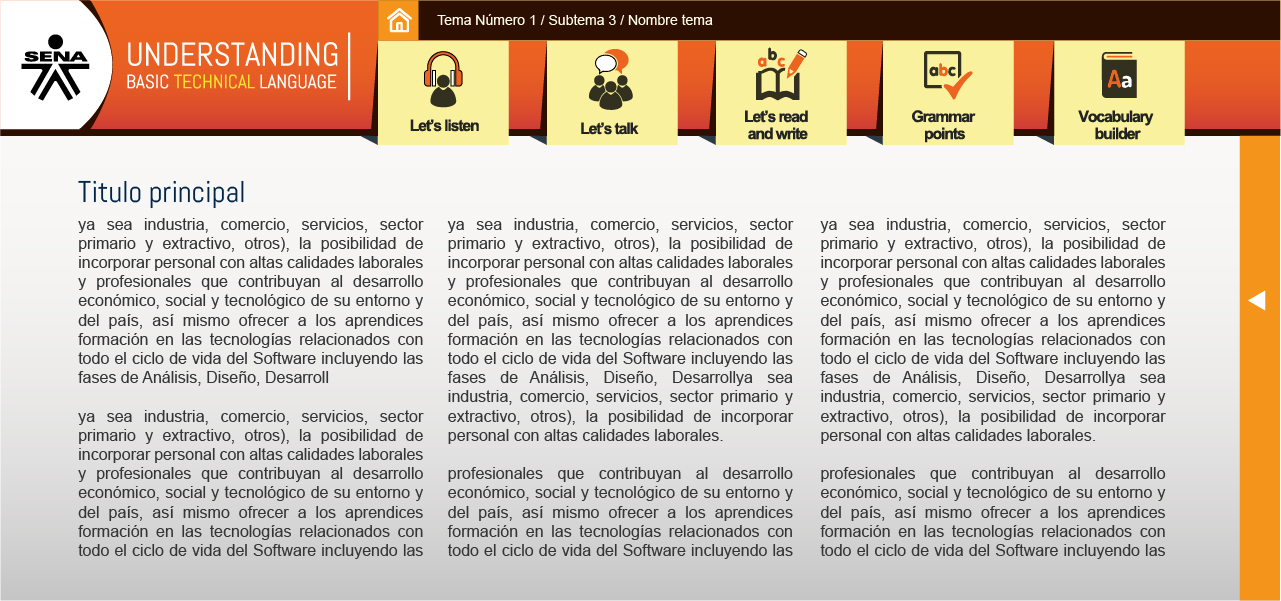 SENA
UNDERSTANDING
BASIC TECHNICAL LANGUAGE
Tema Número 1 / Subtema 3 / Nombre tema
Let's listen
Let's talk
abc
Let's read
and write
abc
Grammar
points
Aa
Vocabulary
builder
Titulo principal
ya sea industria, comercio, servicios, sector
primario y extractivo, otros), la posibilidad de
incorporar personal con altas calidades laborales
y profesionales que contribuyan al desarrollo
económico, social y tecnológico de su entorno y
del país, así mismo ofrecer a los aprendices
formación en las tecnologías relacionados con
todo el ciclo de vida del Software incluyendo las
fases de Análisis, Diseño, Desarroll
ya sea industria, comercio, servicios, sector
primario y extractivo, otros), la posibilidad de
incorporar personal con altas calidades laborales
y profesionales que contribuyan al desarrollo
económico, social y tecnológico de su entorno y
del país, así mismo ofrecer a los aprendices
formación en las tecnologías relacionados con
todo el ciclo de vida del Software incluyendo las
ya sea industria, comercio, servicios, sector
primario y extractivo, otros), la posibilidad de
incorporar personal con altas calidades laborales
y profesionales que contribuyan al desarrollo
económico, social y tecnológico de su entorno y
del país, así mismo ofrecer a los aprendices
formación en las tecnologías relacionados con
todo el ciclo de vida del Software incluyendo las
fases de Análisis, Diseño, Desarrollya sea
industria, comercio, servicios, sector primario y
extractivo, otros), la posibilidad de incorporar
personal con altas calidades laborales.
profesionales que contribuyan al desarrollo
económico, social y tecnológico de su entorno y
del país, así mismo ofrecer a los aprendices
formación en las tecnologías relacionados con
todo el ciclo de vida del Software incluyendo las
ya sea industria, comercio, servicios, sector
primario y extractivo, otros), la posibilidad de
incorporar personal con altas calidades laborales
y profesionales que contribuyan al desarrollo
económico, social y tecnológico de su entorno y
del país, así mismo ofrecer a los aprendices
formación en las tecnologías relacionados con
todo el ciclo de vida del Software incluyendo las
fases de Análisis, Diseño, Desarrollya sea
industria, comercio, servicios, sector primario y
extractivo, otros), la posibilidad de incorporar
personal con altas calidades laborales.
profesionales que contribuyan al desarrollo
económico, social y tecnológico de su entorno y
del país, así mismo ofrecer a los aprendices
formación en las tecnologías relacionados con
todo el ciclo de vida del Software incluyendo las